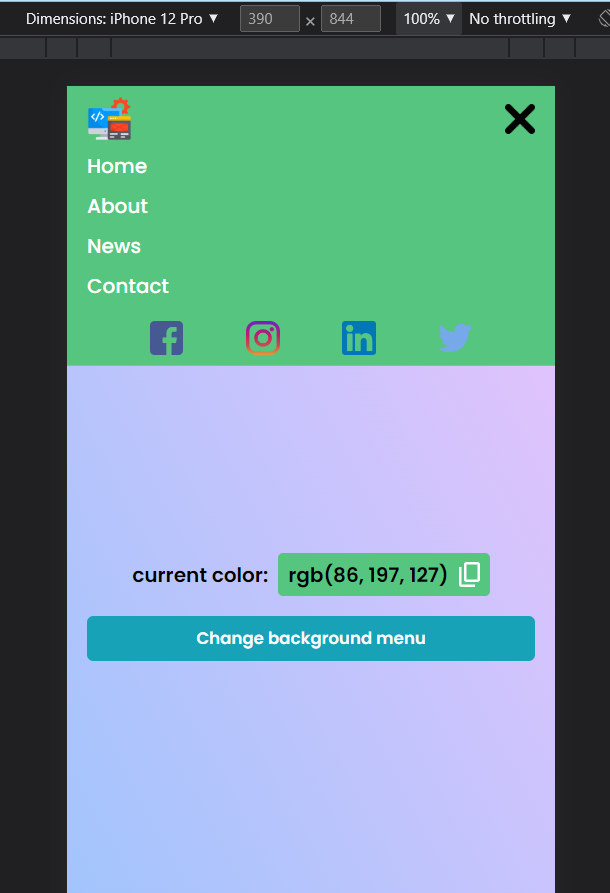 Dimensions: iPhone 12 Pro ▼ 390 × 844 100% ▼ No throttling ▼
Home
About
News
Contact
current color: rgb(86, 197, 127)
Change background menu